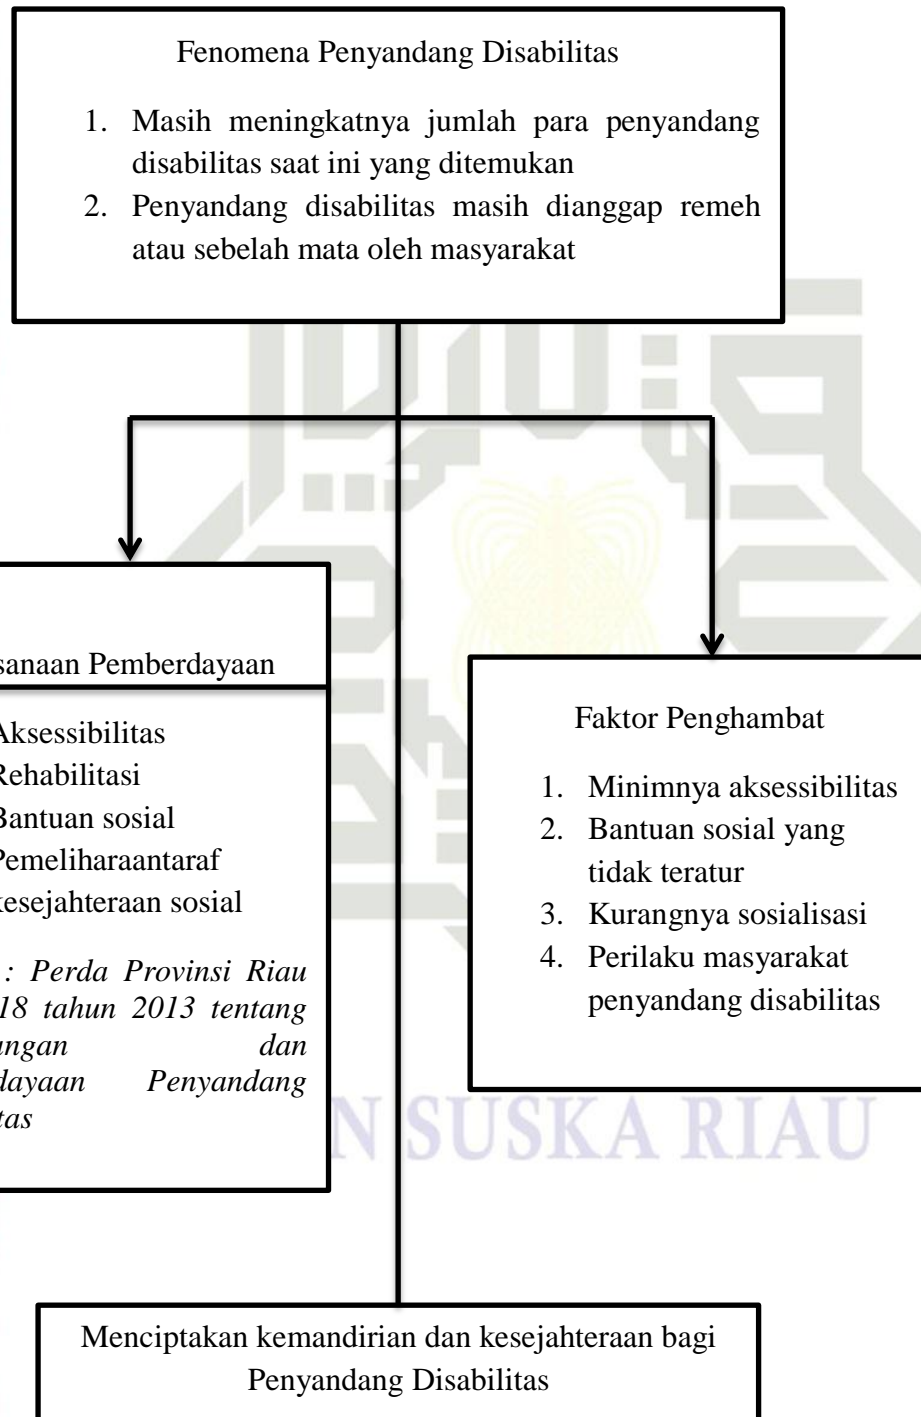 Fenomena Penyandang Disabilitas
1. Masih meningkatnya jumlah para penyandang
disabilitas saat ini yang ditemukan
2. Penyandang disabilitas masih dianggap remeh
atau sebelah mata oleh masyarakat
sanaan Pemberdayaan
Aksessibilitas
Rehabilitasi
Bantuan sosial
Pemeliharaantaraf
kesejahteraan sosial
: Perda Provinsi Riau
18 tahun 2013 tentang
ungan dan
dayaan Penyandang
tas
Faktor Penghambat
1. Minimnya aksessibilitas
2. Bantuan sosial yang
tidak teratur
3. Kurangnya sosialisasi
4. Perilaku masyarakat
penyandang disabilitas
N SUSKA RIAU
Menciptakan kemandirian dan kesejahteraan bagi
Penyandang Disabilitas